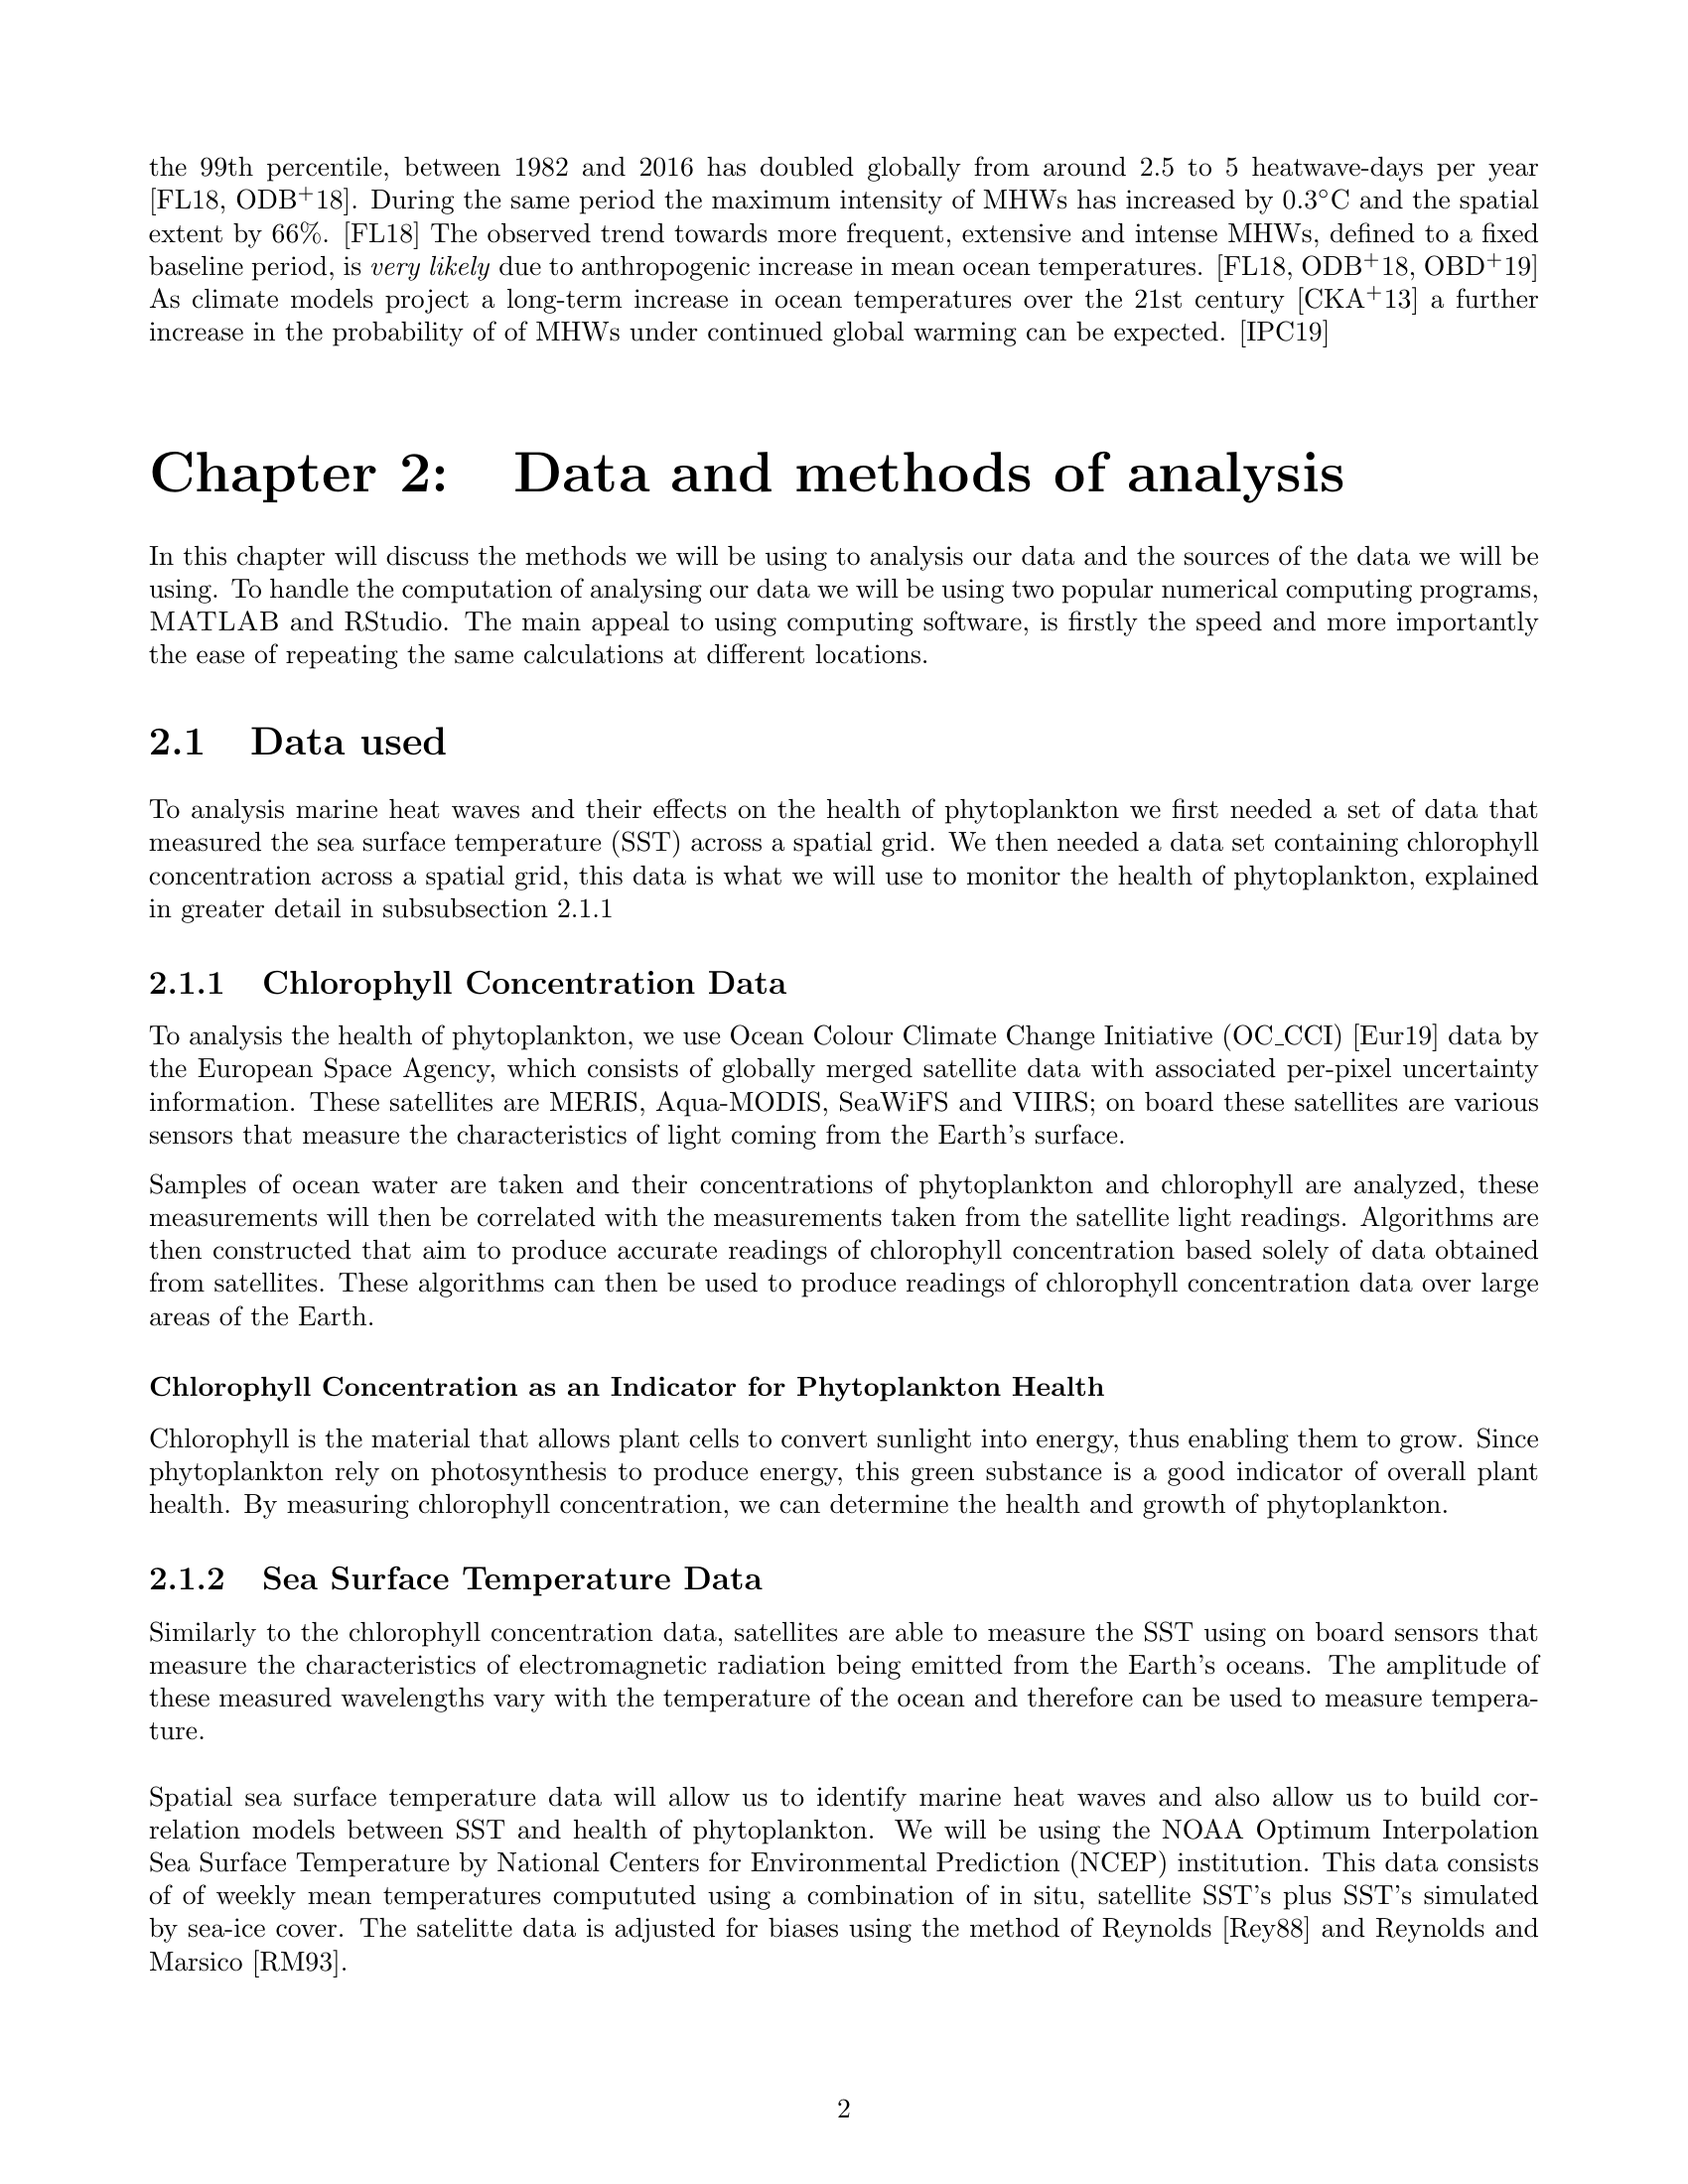 the 99th percentile, between 1982 and 2016 has doubled globally from around 2.5 to 5 heatwave-days per year
[FL18, ODB+18]. During the same period the maximum intensity of MHWs has increased by 0.3°C and the spatial
extent by 66%. [FL18] The observed trend towards more frequent, extensive and intense MHWs, defined to a fixed
baseline period, is very likely due to anthropogenic increase in mean ocean temperatures. [FL18, ODB+18, OBD+19]
As climate models project a long-term increase in ocean temperatures over the 21st century [CKA+13] a further
increase in the probability of of MHWs under continued global warming can be expected. [IPC19]
Chapter 2: Data and methods of analysis
In this chapter will discuss the methods we will be using to analysis our data and the sources of the data we will be
using. To handle the computation of analysing our data we will be using two popular numerical computing programs,
MATLAB and RStudio. The main appeal to using computing software, is firstly the speed and more importantly
the ease of repeating the same calculations at different locations.
2.1 Data used
To analysis marine heat waves and their effects on the health of phytoplankton we first needed a set of data that
measured the sea surface temperature (SST) across a spatial grid. We then needed a data set containing chlorophyll
concentration across a spatial grid, this data is what we will use to monitor the health of phytoplankton, explained
in greater detail in subsubsection 2.1.1
2.1.1 Chlorophyll Concentration Data
To analysis the health of phytoplankton, we use Ocean Colour Climate Change Initiative (OC_CCI) [Eur19] data by
the European Space Agency, which consists of globally merged satellite data with associated per-pixel uncertainty
information. These satellites are MERIS, Aqua-MODIS, SeaWiFS and VIIRS; on board these satellites are various
sensors that measure the characteristics of light coming from the Earth's surface.
Samples of ocean water are taken and their concentrations of phytoplankton and chlorophyll are analyzed, these
measurements will then be correlated with the measurements taken from the satellite light readings. Algorithms are
then constructed that aim to produce accurate readings of chlorophyll concentration based solely of data obtained
from satellites. These algorithms can then be used to produce readings of chlorophyll concentration data over large
areas of the Earth.
Chlorophyll Concentration as an Indicator for Phytoplankton Health
Chlorophyll is the material that allows plant cells to convert sunlight into energy, thus enabling them to grow. Since
phytoplankton rely on photosynthesis to produce energy, this green substance is a good indicator of overall plant
health. By measuring chlorophyll concentration, we can determine the health and growth of phytoplankton.
2.1.2 Sea Surface Temperature Data
Similarly to the chlorophyll concentration data, satellites are able to measure the SST using on board sensors that
measure the characteristics of electromagnetic radiation being emitted from the Earth's oceans. The amplitude of
these measured wavelengths vary with the temperature of the ocean and therefore can be used to measure tempera-
ture.
Spatial sea surface temperature data will allow us to identify marine heat waves and also allow us to build cor-
relation models between SST and health of phytoplankton. We will be using the NOAA Optimum Interpolation
Sea Surface Temperature by National Centers for Environmental Prediction (NCEP) institution. This data consists
of of weekly mean temperatures compututed using a combination of in situ, satellite SST's plus SST's simulated
by sea-ice cover. The satelitte data is adjusted for biases using the method of Reynolds [Rey88] and Reynolds and
Marsico [RM93].
2